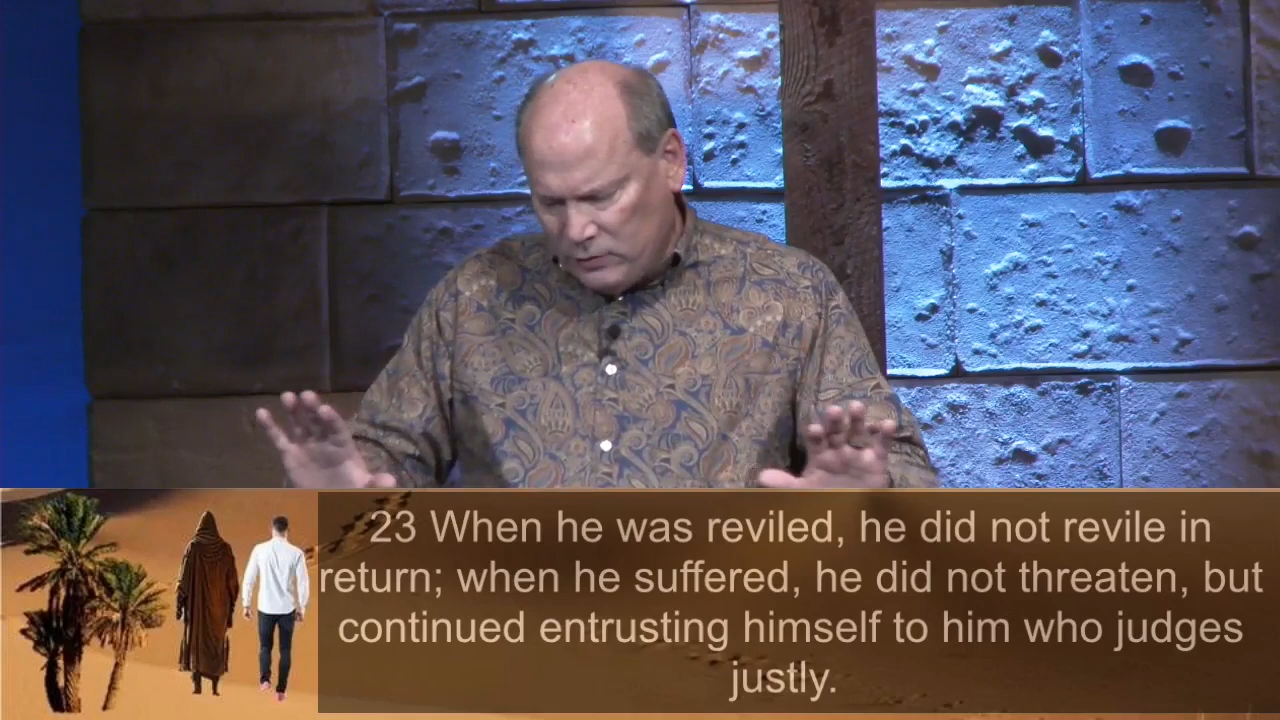 23 When he was reviled, he did not revile in
return; when he suffered, he did not threaten, but
continued entrusting himself to him who judges
justly.